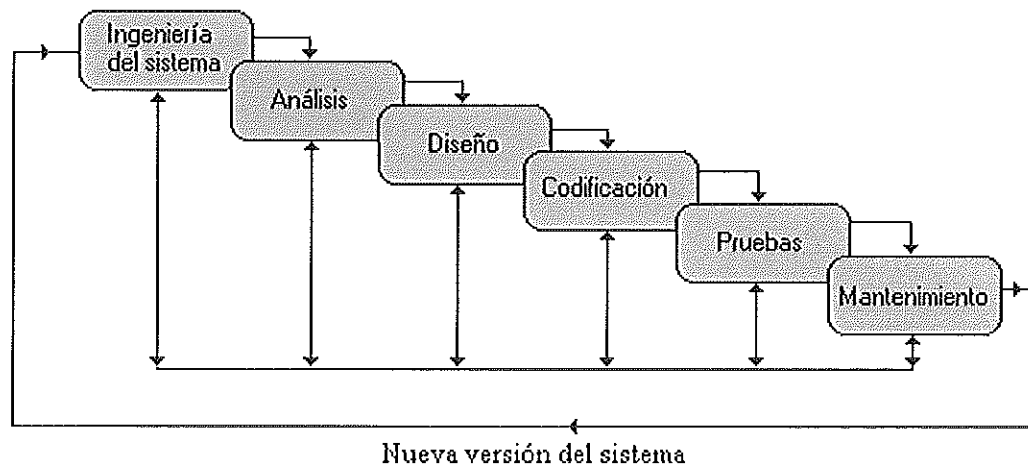 Ingeniería
del sistema
Análisis
Diseño
Codificación
Pruebas
Mantenimiento
Nueva versión del sistema